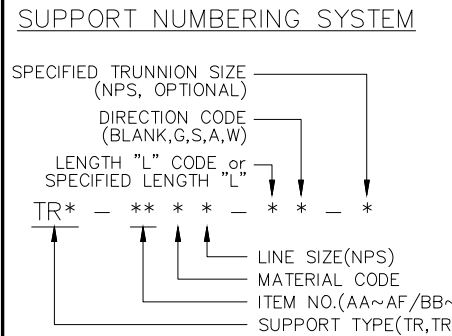 SUPPORT NUMBERING SYSTEM
SPECIFIED TRUNNION SIZE
(NPS, OPTIONAL)
DIRECTION CODE
(BLANK,G,S,A,W)
LENGTH "L" CODE or
SPECIFIED LENGTH "L"
TR* - ** * * - * * - *
LINE SIZE(NPS)
MATERIAL CODE
ITEM NO.(AA~AF/BB~
SUPPORT TYPE(TR,TR